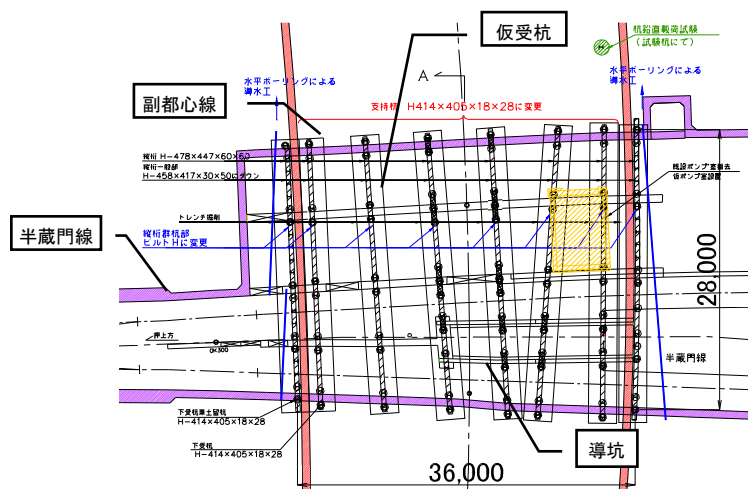 仮受杭
杭鉛直載荷試験
(試験杭にて)
A
水平ボーリングによる
導水工
水平ボーリングによる
導水工
副都心線
支持杭 H414×405×18×28に変更
縦桁 H-478×447×60×60
縦桁一般部
H-458×417×30×50にダウン
既設ポンプ室撤去
仮ポンプ室設置
トレンチ掘削
半蔵門線
縦桁群杭部
ビルトHに変更
28,000
押上方
半蔵門線
下受杭兼土留杭
H-414×405×18×28
下受杭
H-414×405×18×28
導坑
36,000